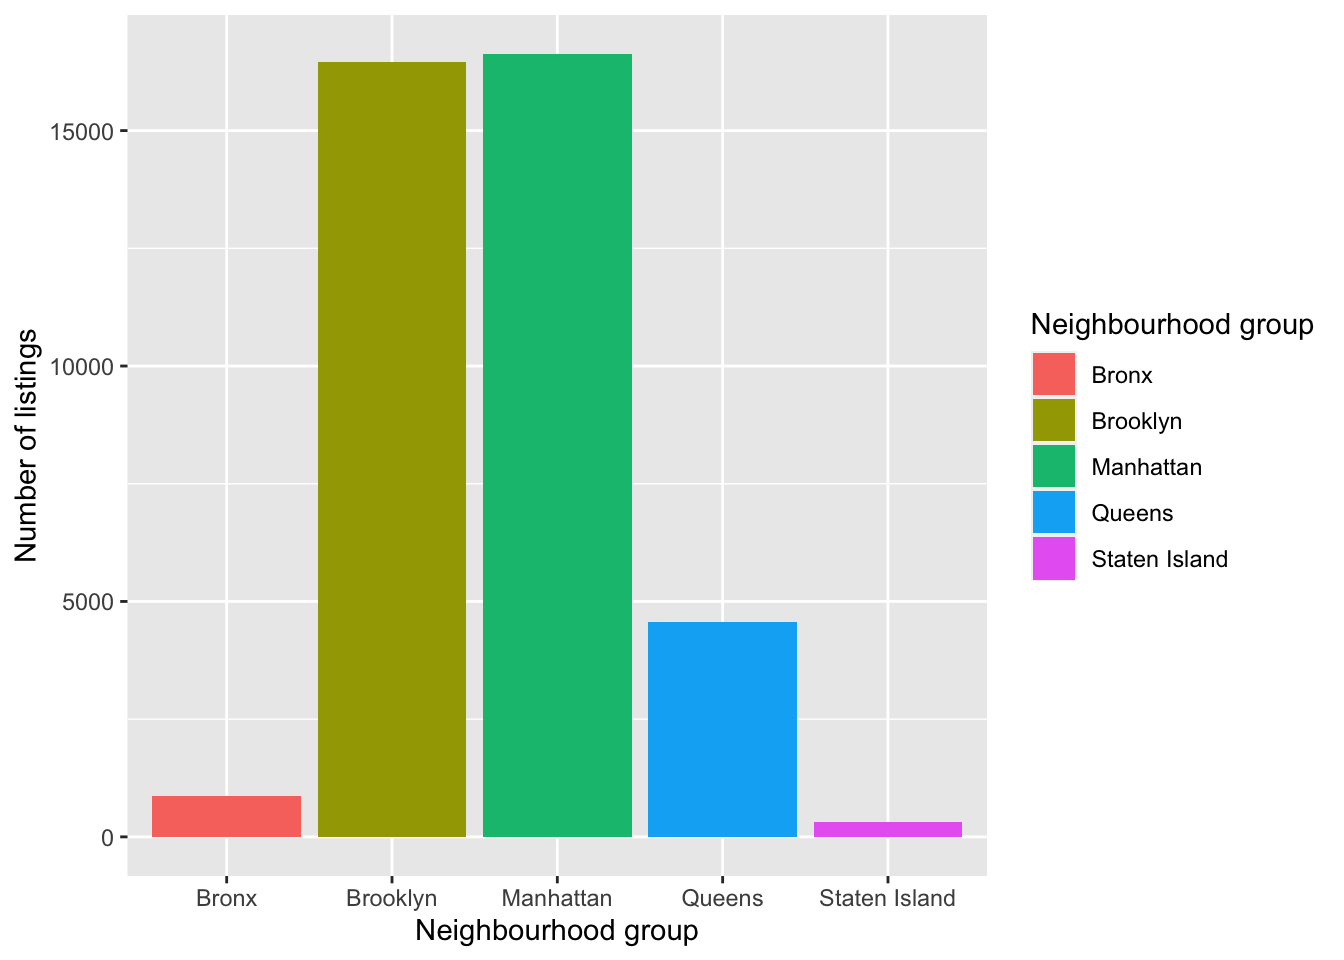 Number of listings
15000
10000
5000
0
Bronx
Brooklyn
Manhattan
Queens
Staten Island
Neighbourhood group
Neighbourhood group
Bronx
Brooklyn
Manhattan
Queens
Staten Island